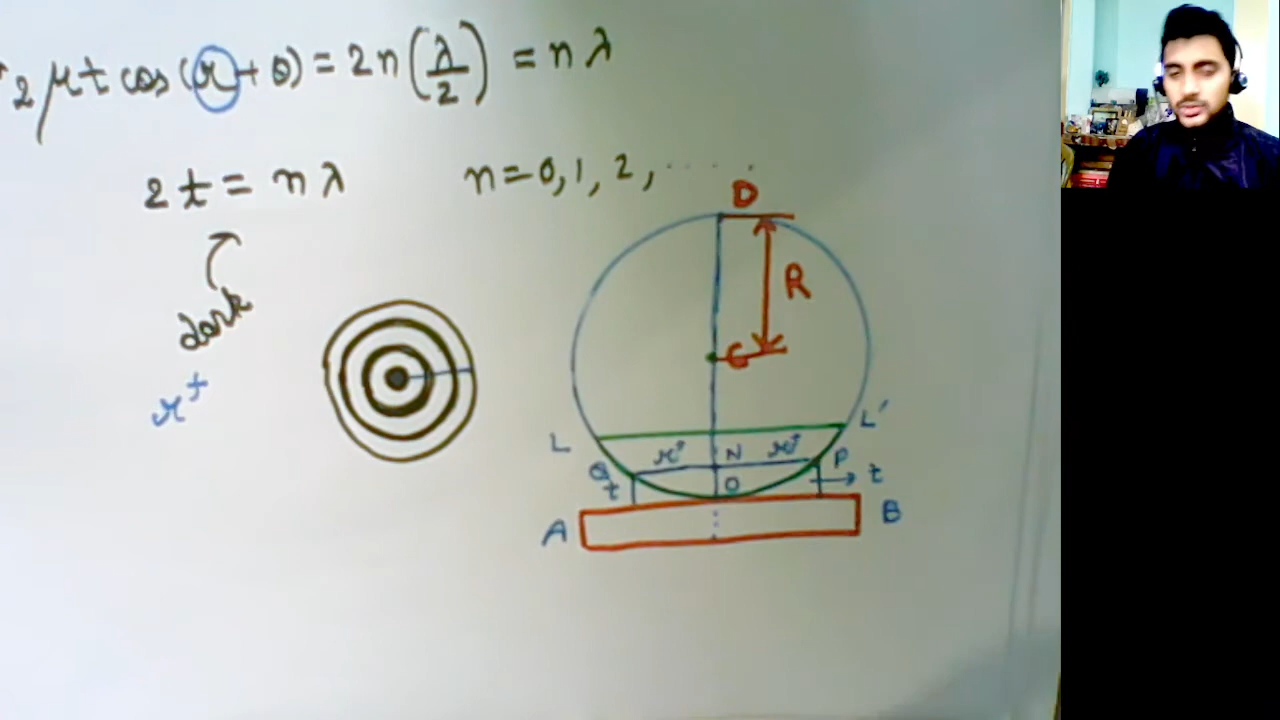 2μt cos(r+θ) = 2n(λ/2) = nλ
2t = nλ n=0,1,2,.....
D
dark
R
C
r†
L L'
r† N r†
Q P
t O t
A B